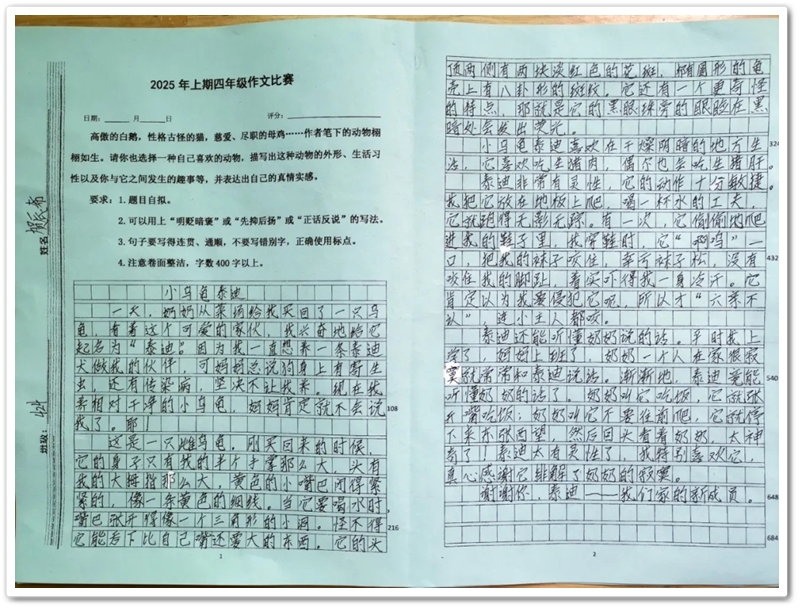 2025年上期四年级作文比赛
日期：____月____日 评分：
高傲的白鹅，性格古怪的猫，慈爱、尽职的母鸡……作者笔下的动物栩
栩如生。请你也选择一种自己喜欢的动物，描写出这种动物的外形、生活习
性以及你与它之间发生的趣事等，并表达出自己的真情实感。
要求：1.题目自拟。
2.可以用上“明贬暗褒”或“先抑后扬”或“正话反说”的写法。
3.句子要写得连贯、通顺，不要写错别字，正确使用标点。
4.注意卷面整洁，字数400字以上。
姓名
班级：
小乌龟泰迪
一天，奶奶从菜汤给我买回了一只乌
龟，看着这个可爱的家伙，我兴奇地给它
起名为“泰迪”。因为我一直想养一条泰迪
犬做我的伙伴，可妈妈总说狗身上有寄生
虫，还有传染病，坚决不让我来。现在我
养相对干净的小乌龟，妈妈肯定就不会说
我了。耶！
108
这是一只雌乌龟。刚买回来的时候，
它的身子只有我的半个手掌那么大，头有
我的大拇指那么大，黄色的小嘴巴闭得紧
紧的，像一条黄色的细线。当它要喝水时，
嘴巴张开得像一个三角形的小洞。怪不得
216
它能吞下比自己嘴还要大的东西。它的头
1
顶两侧有两块淡红色的花斑，椭圆形的龟
壳上有八卦形的斑纹。它还有一个更奇怪
的特点，那就是它的黑眼珠旁的眼睑在黑
暗处会发出荧光。
小乌龟泰迪喜欢在干燥阴暗的地方生
324
活，它喜欢吃生猪肉，偶尔也会吃生猪肝。
泰迪非常有灵性，它的动作十分敏捷。
我把它放在地板上爬，喝一杯水的工夫，
它就跑得无影无踪。有一次，它偷偷地爬
进我的鞋子里，我穿鞋时，它“啊呜”一
口，把我的袜子咬住，幸亏袜子松，没有
432
咬住我的脚趾，着实吓得我一身冷汗。它
肯定以为我要侵犯它呢，所以才“六亲不
认”，连小主人都咬。
泰迪还能听懂奶奶说的话。平时我上
学了，妈妈上班了，奶奶一个人在家很寂
寞就常常和泰迪说话。渐渐地，泰迪竟能
540
听懂奶奶的话了。奶奶叫它吃饭，它就张
开嘴吃饭；奶奶叫它不要往前爬，它就停
下来东张西望，然后回头看着奶奶，太神
奇了！泰迪太有灵性了，我特别喜欢它，
真心感谢它排解了奶奶的寂寞。
谢谢你，泰迪——我们家的新成员。
648
684
2